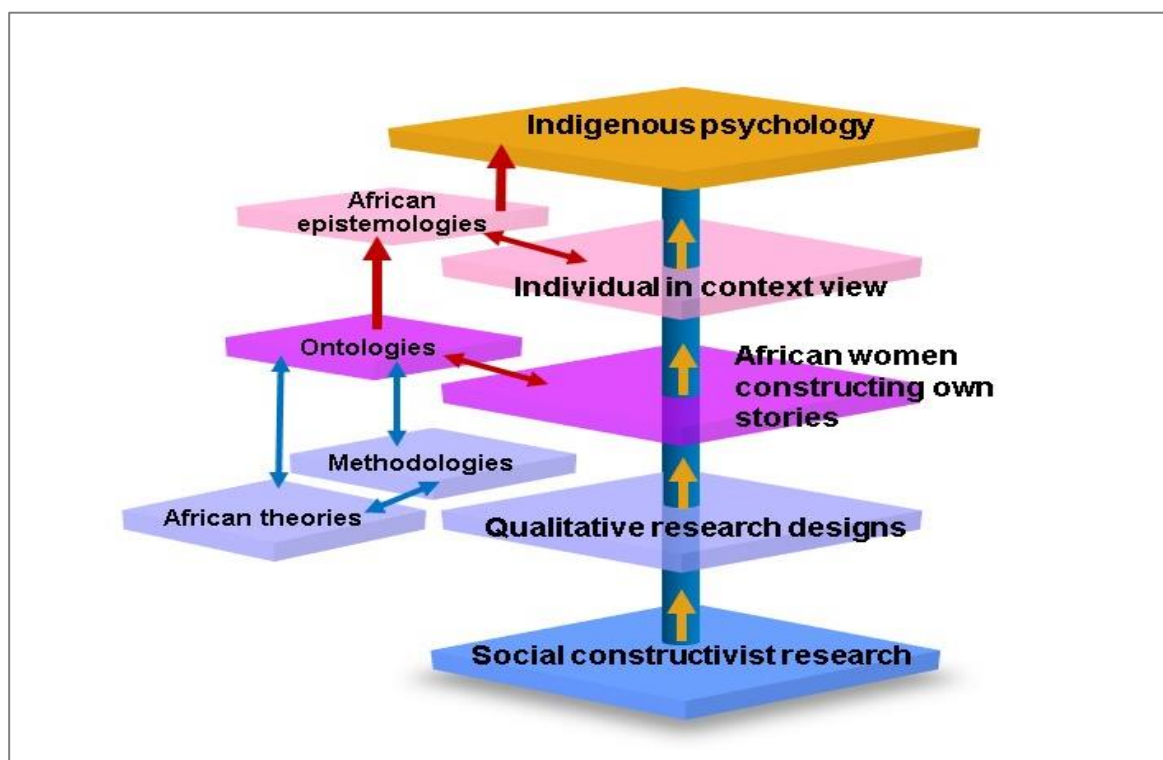 Indigenous psychology
African
epistemologies
Individual in context view
Ontologies
African women
constructing own
stories
Methodologies
African theories
Qualitative research designs
Social constructivist research